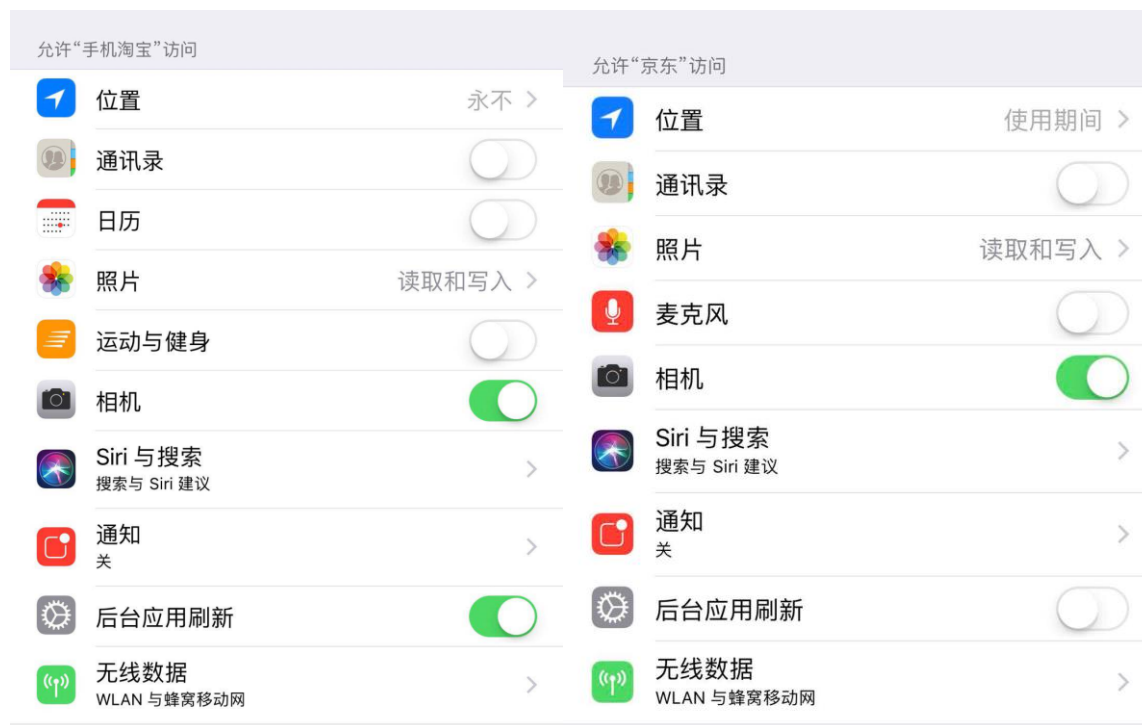 允许“手机淘宝”访问
位置 永不
通讯录
日历
照片 读取和写入
运动与健身
相机
Siri 与搜索
搜索与 Siri 建议
通知
关
后台应用刷新
无线数据
WLAN 与蜂窝移动网
允许“京东”访问
位置 使用期间
通讯录
照片 读取和写入
麦克风
相机
Siri 与搜索
搜索与 Siri 建议
通知
关
后台应用刷新
无线数据
WLAN 与蜂窝移动网